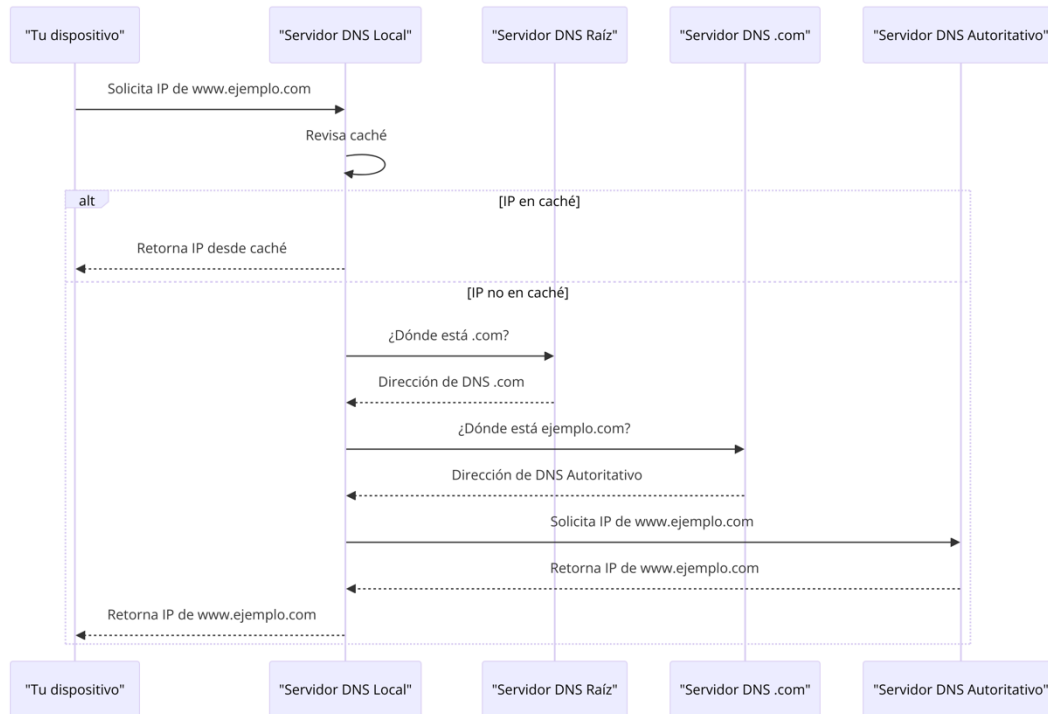 "Tu dispositivo"
"Servidor DNS Local"
"Servidor DNS Raíz"
"Servidor DNS .com"
"Servidor DNS Autoritativo"
Solicita IP de www.ejemplo.com
Revisa caché
alt
[IP en caché]
Retorna IP desde caché
[IP no en caché]
¿Dónde está .com?
Dirección de DNS .com
¿Dónde está ejemplo.com?
Dirección de DNS Autoritativo
Solicita IP de www.ejemplo.com
Retorna IP de www.ejemplo.com
Retorna IP de www.ejemplo.com
"Tu dispositivo"
"Servidor DNS Local"
"Servidor DNS Raíz"
"Servidor DNS .com"
"Servidor DNS Autoritativo"